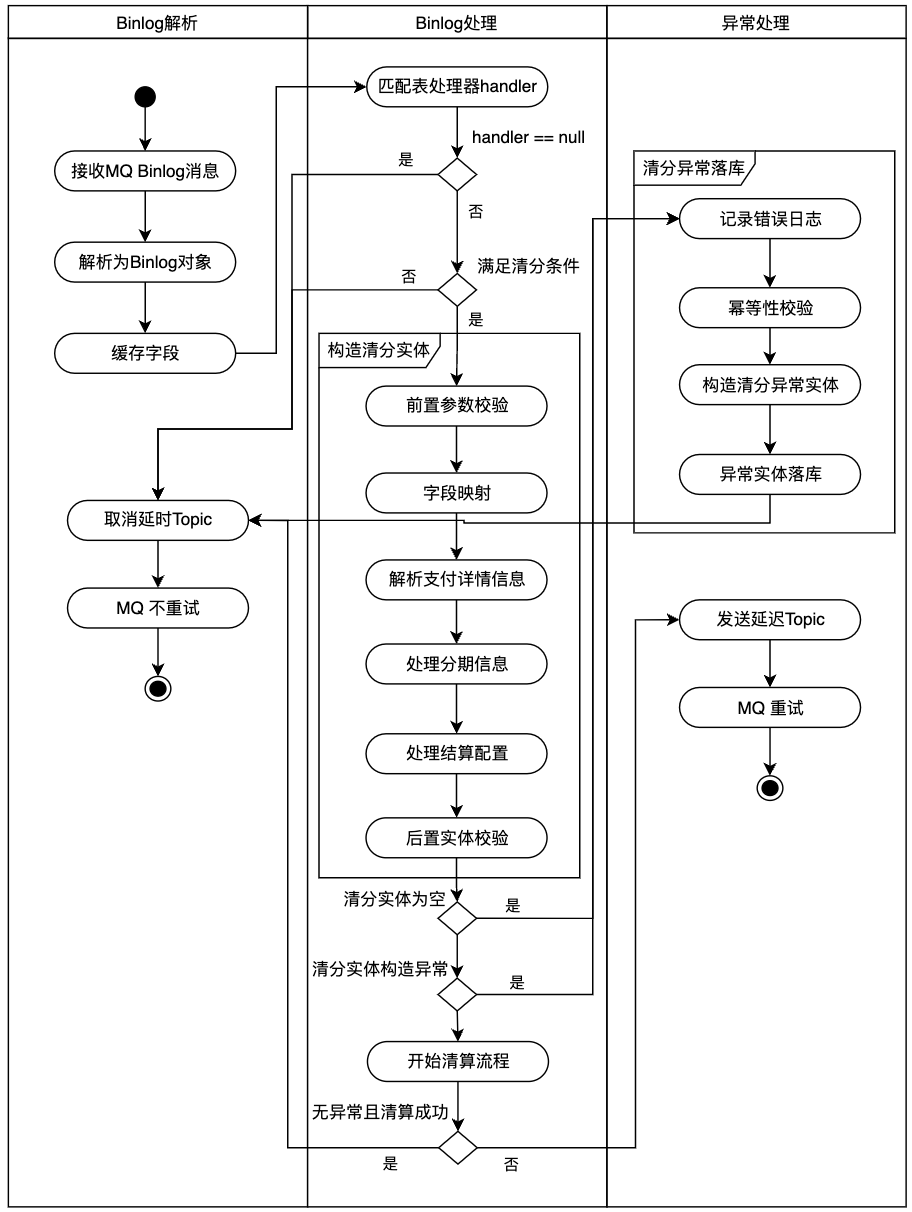 Binlog解析
Binlog处理
异常处理
接收MQ Binlog消息
解析为Binlog对象
缓存字段
取消延时Topic
MQ 不重试
匹配表处理器handler
handler == null
是
否
满足清分条件
否
是
构造清分实体
前置参数校验
字段映射
解析支付详情信息
处理分期信息
处理结算配置
后置实体校验
清分实体为空
是
清分实体构造异常
是
开始清算流程
无异常且清算成功
是
否
清分异常落库
记录错误日志
幂等性校验
构造清分异常实体
异常实体落库
发送延迟Topic
MQ 重试